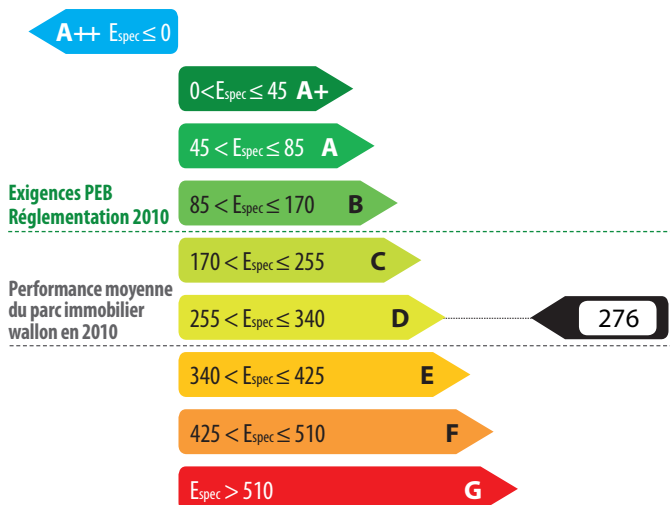 A++ Espec ≤ 0
0<Espec ≤ 45 A+
45 < Espec ≤ 85 A
Exigences PEB
Réglementation 2010
85 < Espec ≤ 170 B
170 < Espec ≤ 255 C
Performance moyenne
du parc immobilier
wallon en 2010
255 < Espec ≤ 340 D
276
340 < Espec ≤ 425 E
425 < Espec ≤ 510 F
Espec > 510 G